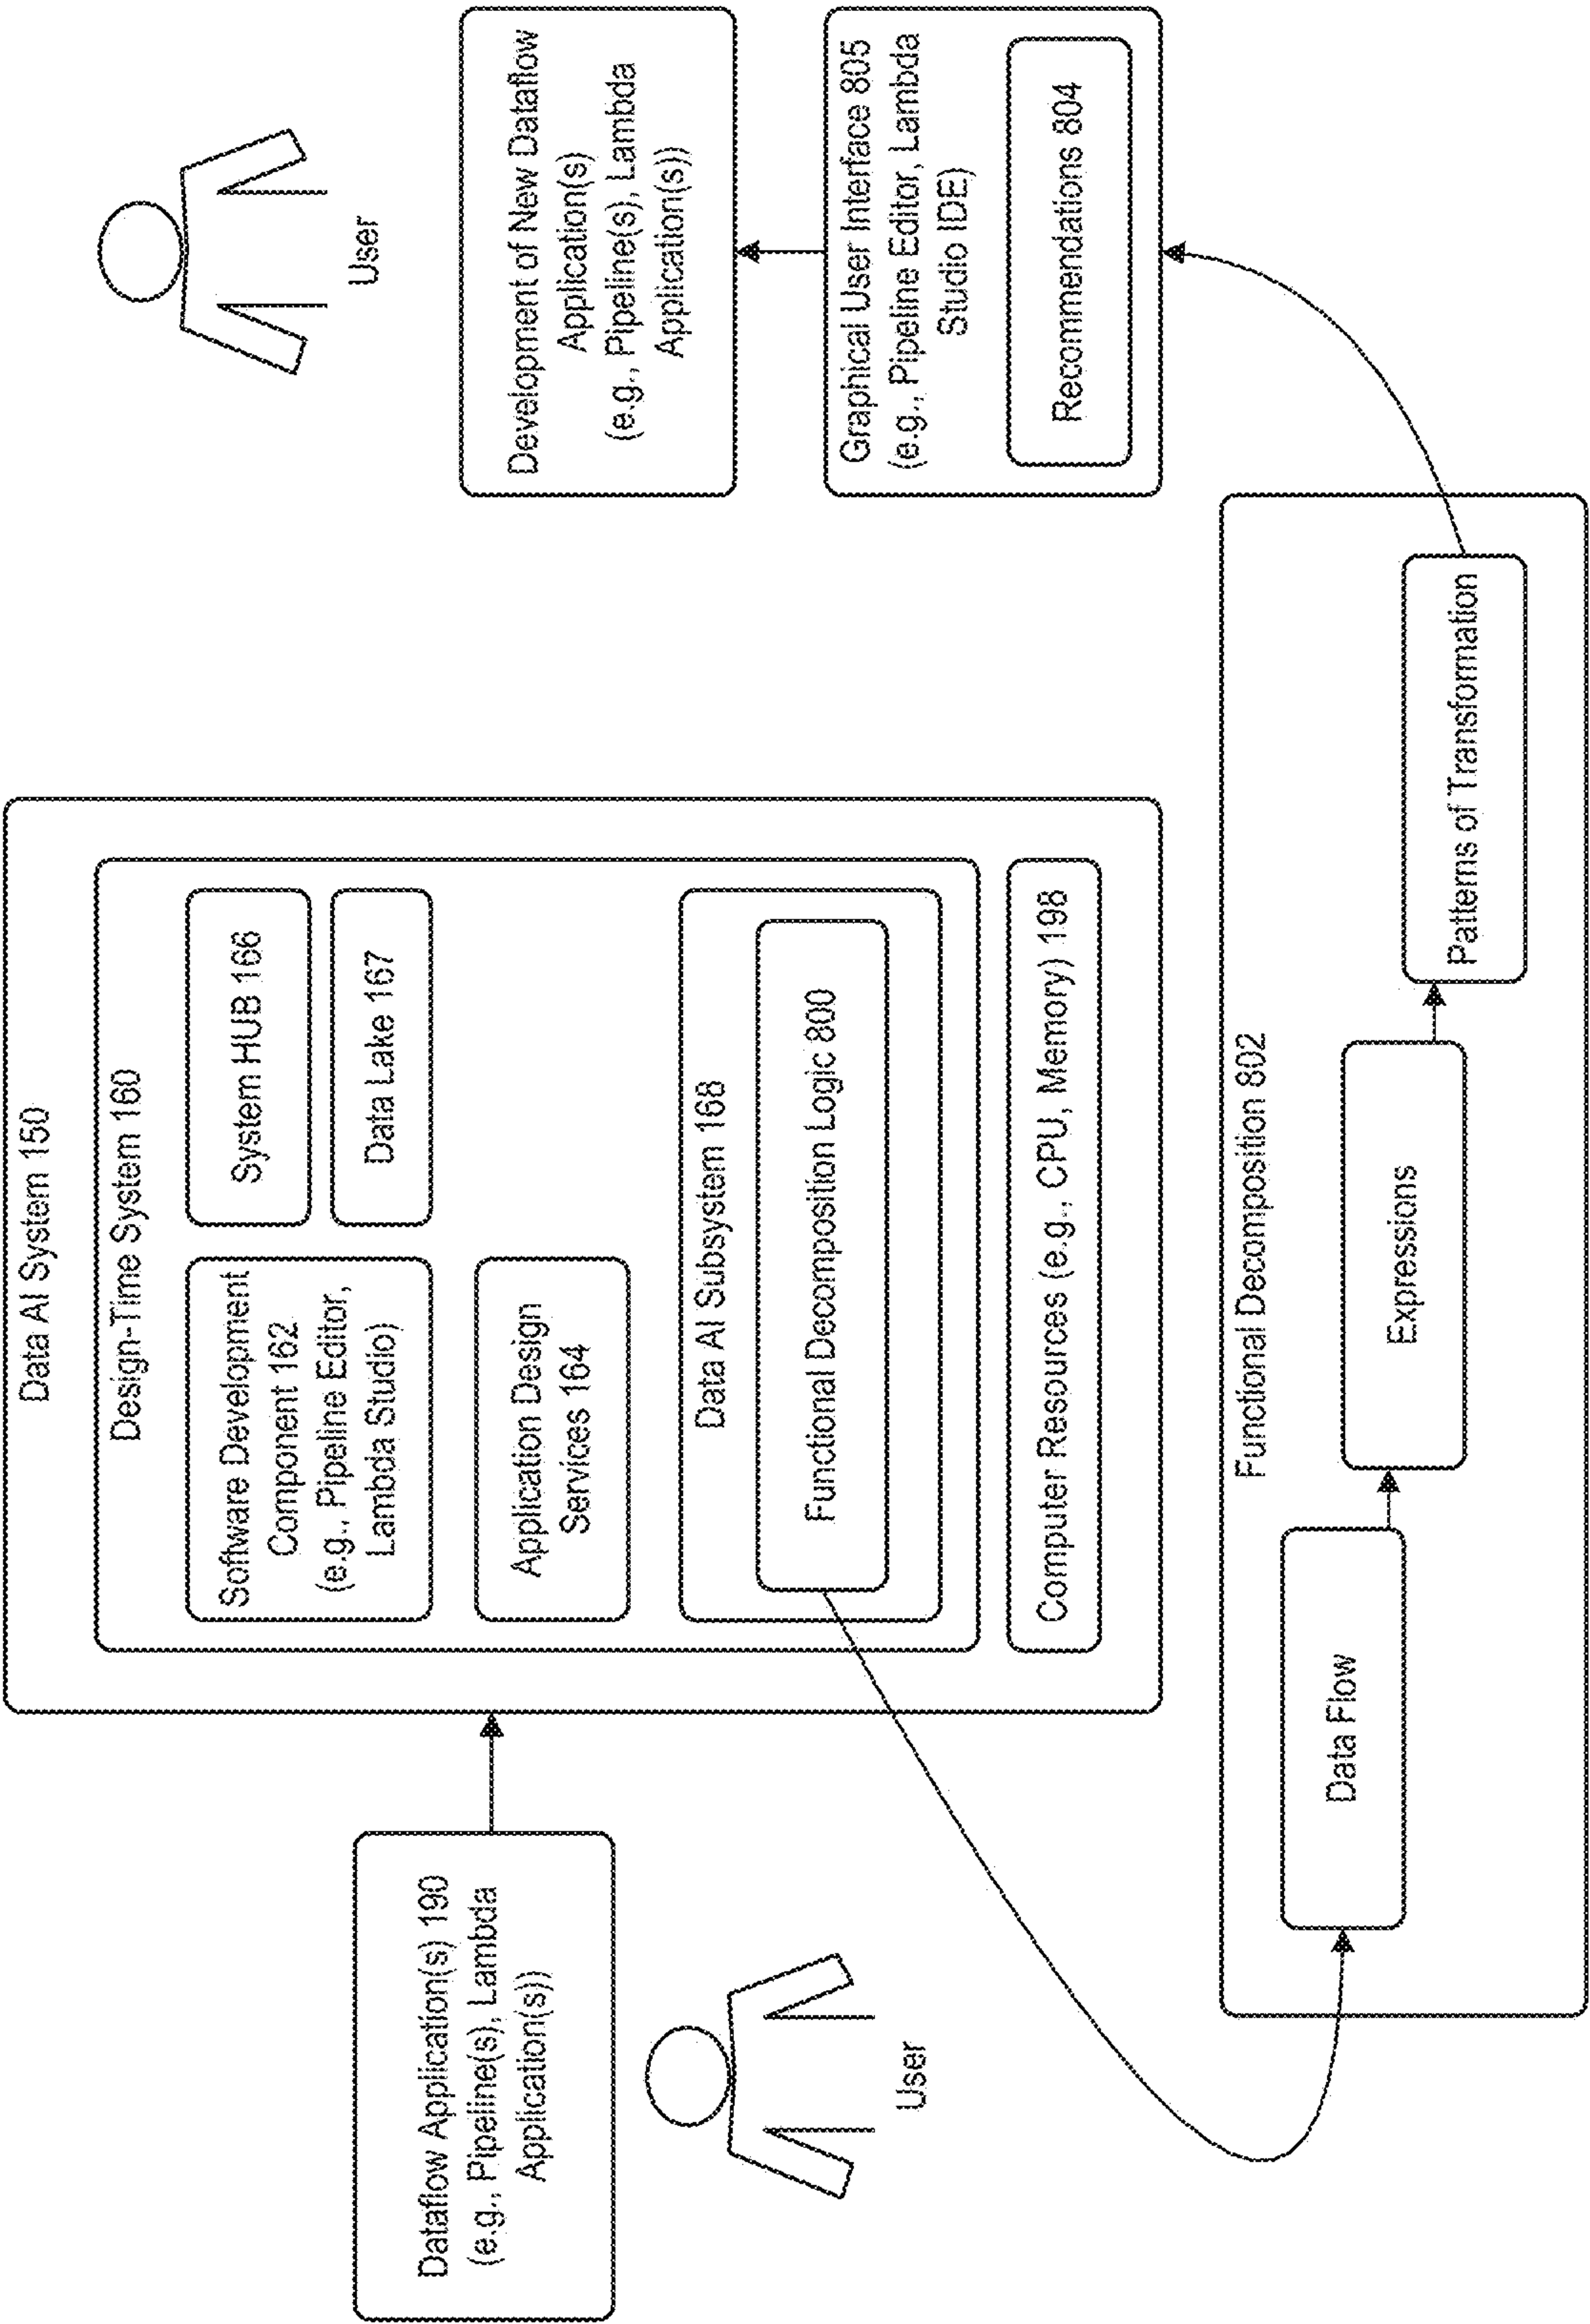 Dataflow Application(s) 190
(e.g., Pipeline(s), Lambda
Application(s))
User
Data AI System 150
Design-Time System 160
Software Development
Component 162
(e.g., Pipeline Editor,
Lambda Studio)
System HUB 166
Data Lake 167
Application Design
Services 164
Data AI Subsystem 168
Functional Decomposition Logic 800
Computer Resources (e.g., CPU, Memory) 198
User
Development of New Dataflow
Application(s)
(e.g., Pipeline(s), Lambda
Application(s))
Graphical User Interface 805
(e.g., Pipeline Editor, Lambda
Studio IDE)
Recommendations 804
Functional Decomposition 802
Data Flow
Expressions
Patterns of Transformation